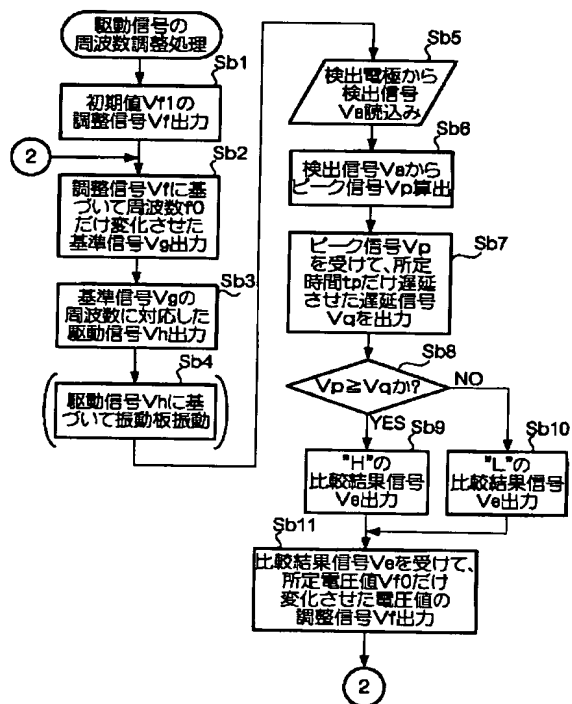 駆動信号の
周波数調整処理
Sb1
初期値Vf1の
調整信号Vf出力
2
Sb2
調整信号Vfに基
づいて周波数f0
だけ変化させた
基準信号Vg出力
Sb3
基準信号Vgの
周波数に対応した
駆動信号Vh出力
Sb4
駆動信号Vhに基
づいて振動板振動
Sb5
検出電極から
検出信号
Va読込み
Sb6
検出信号Vaから
ピーク信号Vp算出
Sb7
ピーク信号Vp
を受けて、所定
時間tpだけ遅延
させた遅延信号
Vqを出力
Sb8
Vp≧Vqか?
NO
YES
Sb9
"H"の
比較結果信号
Ve出力
Sb10
"L"の
比較結果信号
Ve出力
Sb11
比較結果信号Veを受けて、
所定電圧値Vf0だけ
変化させた電圧値の
調整信号Vf出力
2